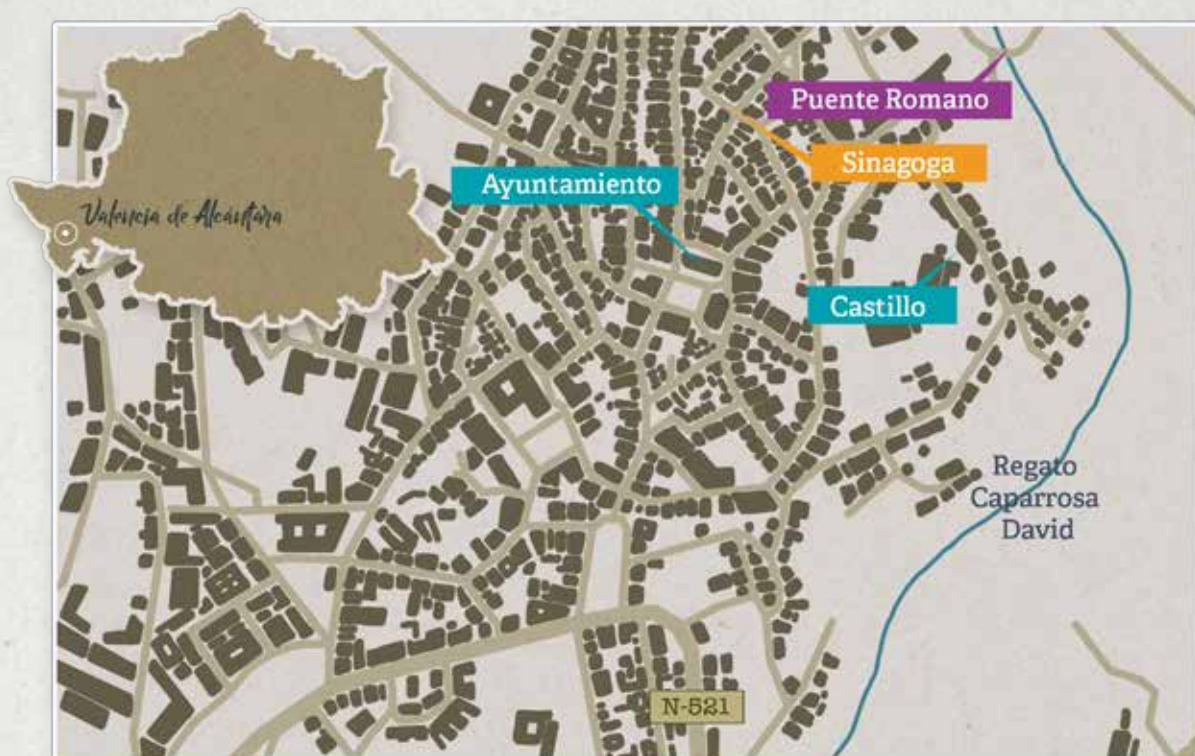 Puente Romano
Sinagoga
Ayuntamiento
Valencia de Alcántara
Castillo
Regato
Caparrosa
David
N-521